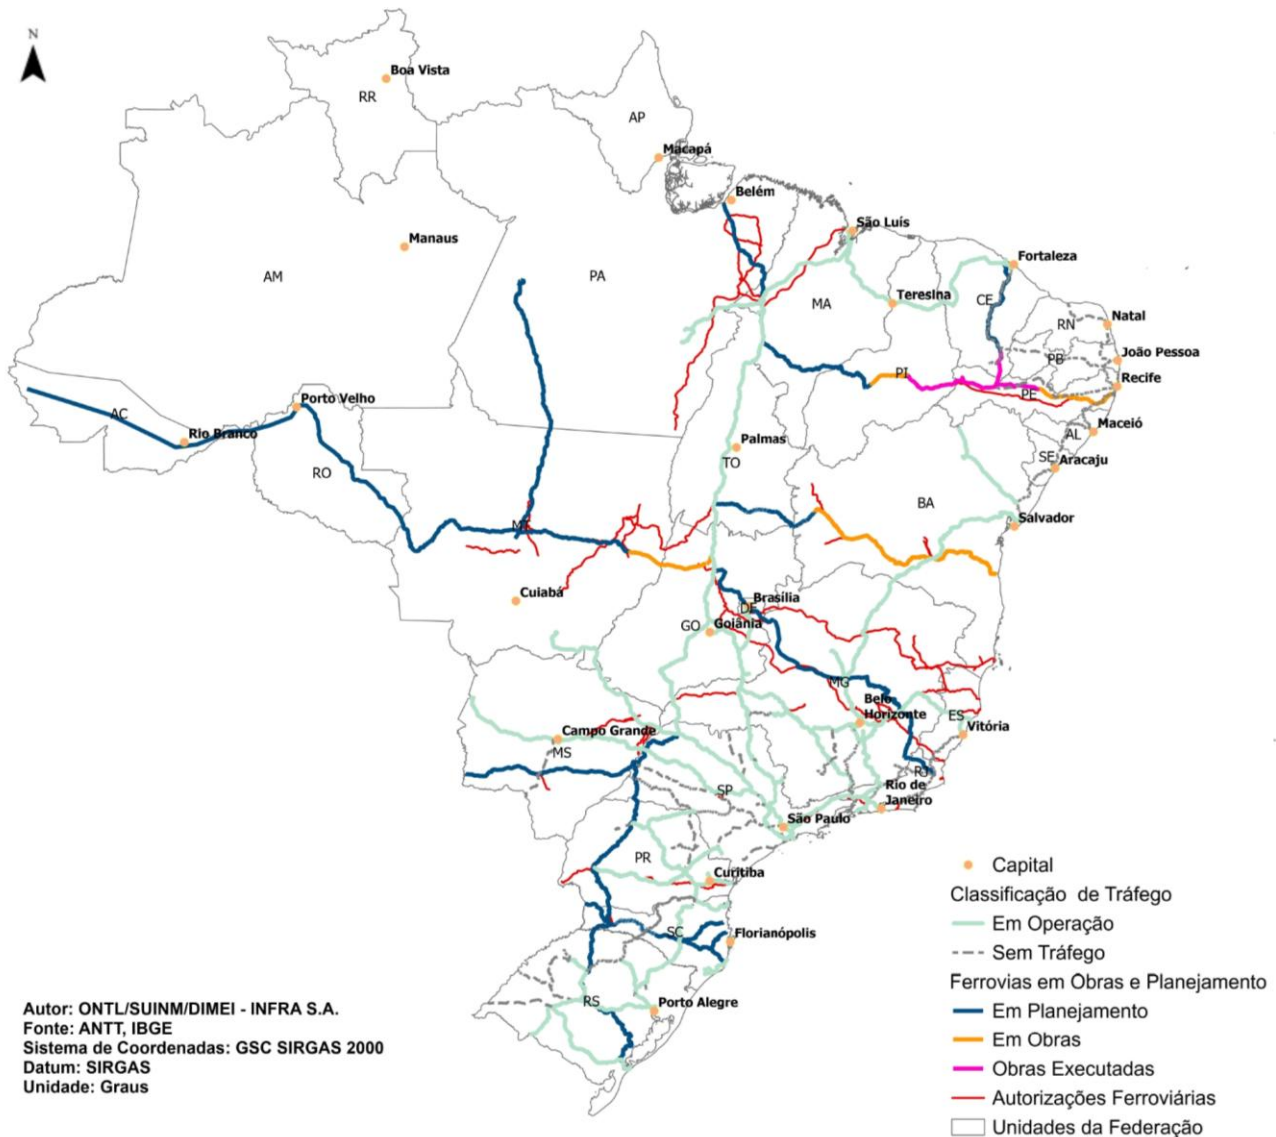 N
Boa Vista
RR
AP
Macapá
Belém
São Luís
Manaus
Fortaleza
AM
PA
Teresina
CE
MA
RN
Natal
PB
João Pessoa
PI
Recife
PE
AC
Porto Velho
Rio Branco
AL
Maceió
Palmas
SE
Aracaju
TO
RO
BA
Salvador
MT
Cuiabá
Brasília
DF
GO
Goiânia
MG
Belo
Horizonte
ES
Vitória
Campo Grande
MS
RJ
Rio de
Janeiro
SP
São Paulo
PR
Curitiba
SC
Florianópolis
RS
Porto Alegre
Capital
Classificação de Tráfego
Em Operação
Sem Tráfego
Ferrovias em Obras e Planejamento
Em Planejamento
Em Obras
Obras Executadas
Autorizações Ferroviárias
Unidades da Federação
Autor: ONTL/SUINM/DIMEI - INFRA S.A.
Fonte: ANTT, IBGE
Sistema de Coordenadas: GSC SIRGAS 2000
Datum: SIRGAS
Unidade: Graus